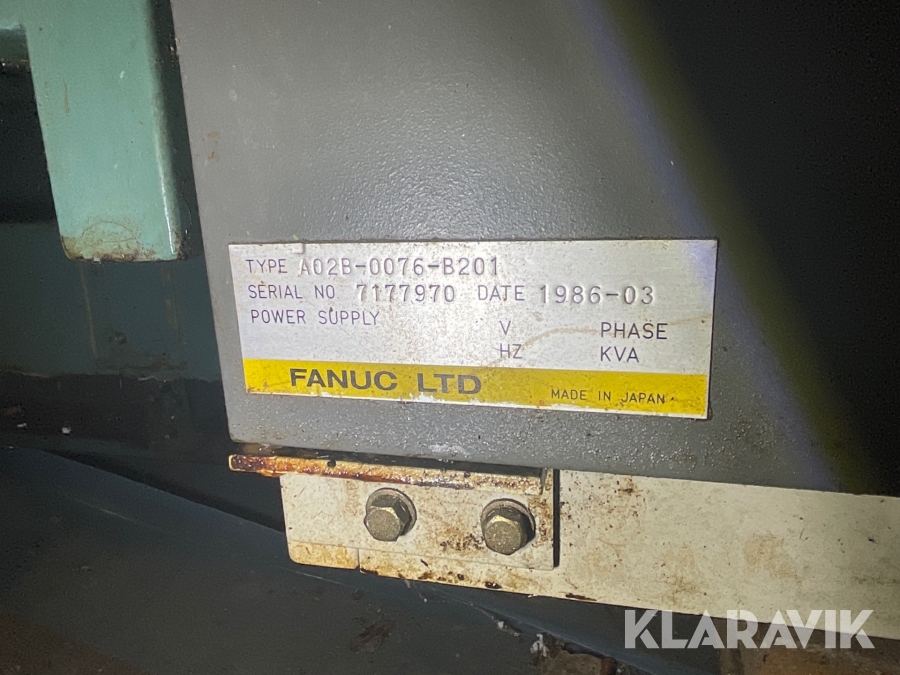 TYPE A02B-0076-B201
SERIAL NO 7177970 DATE 1986-03
POWER SUPPLY V PHASE
HZ KVA
FANUC LTD MADE IN JAPAN
KLARAVIK